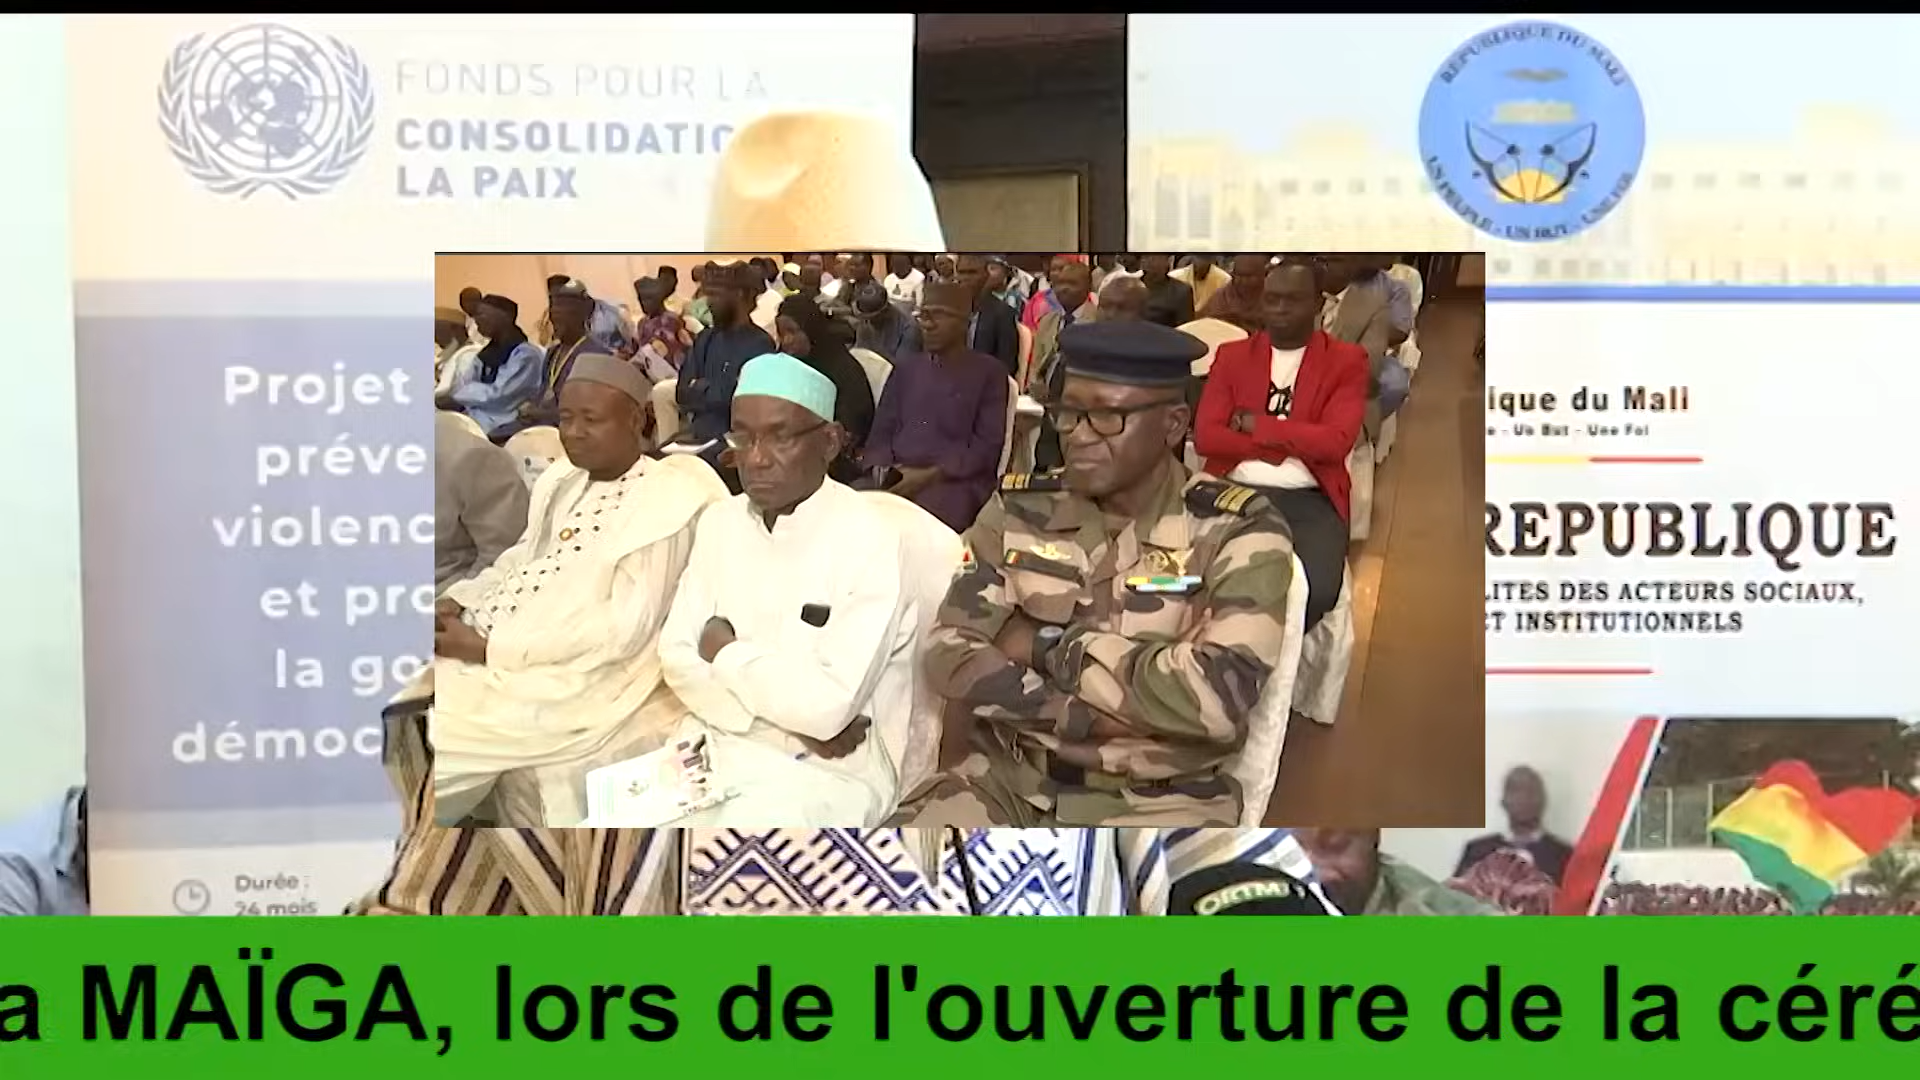 FONDS POUR LA
CONSOLIDATIO
LA PAIX
REPUBLIQUE DU MALI
UN PEUPLE - UN BUT - UNE FOI
Projet
préve
violenc
et pro
la go
démoc
Durée :
24 mois
ique du Mali
e - Un But - Une Foi
REPUBLIQUE
LITES DES ACTEURS SOCIAUX,
ET INSTITUTIONNELS
ORTM
a MAÏGA, lors de l'ouverture de la céré